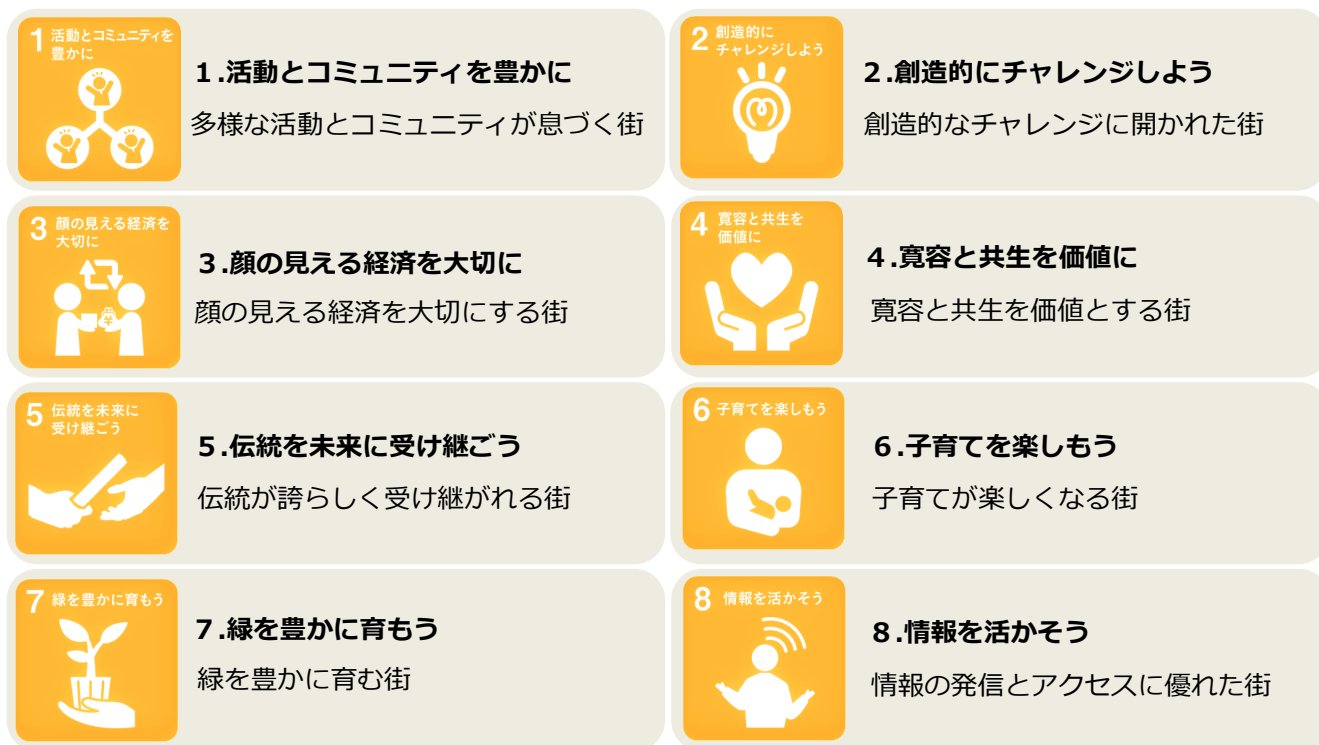 1 活動とコミュニティを
豊かに
１.活動とコミュニティを豊かに
多様な活動とコミュニティが息づく街
2 創造的に
チャレンジしよう
２.創造的にチャレンジしよう
創造的なチャレンジに開かれた街
3 顔の見える経済を
大切に
¥
３.顔の見える経済を大切に
顔の見える経済を大切にする街
4 寛容と共生を
価値に
４.寛容と共生を価値に
寛容と共生を価値とする街
5 伝統を未来に
受け継ごう
５.伝統を未来に受け継ごう
伝統が誇らしく受け継がれる街
6 子育てを楽しもう
６.子育てを楽しもう
子育てが楽しくなる街
7 緑を豊かに育もう
７.緑を豊かに育もう
緑を豊かに育む街
8 情報を活かそう
８.情報を活かそう
情報の発信とアクセスに優れた街